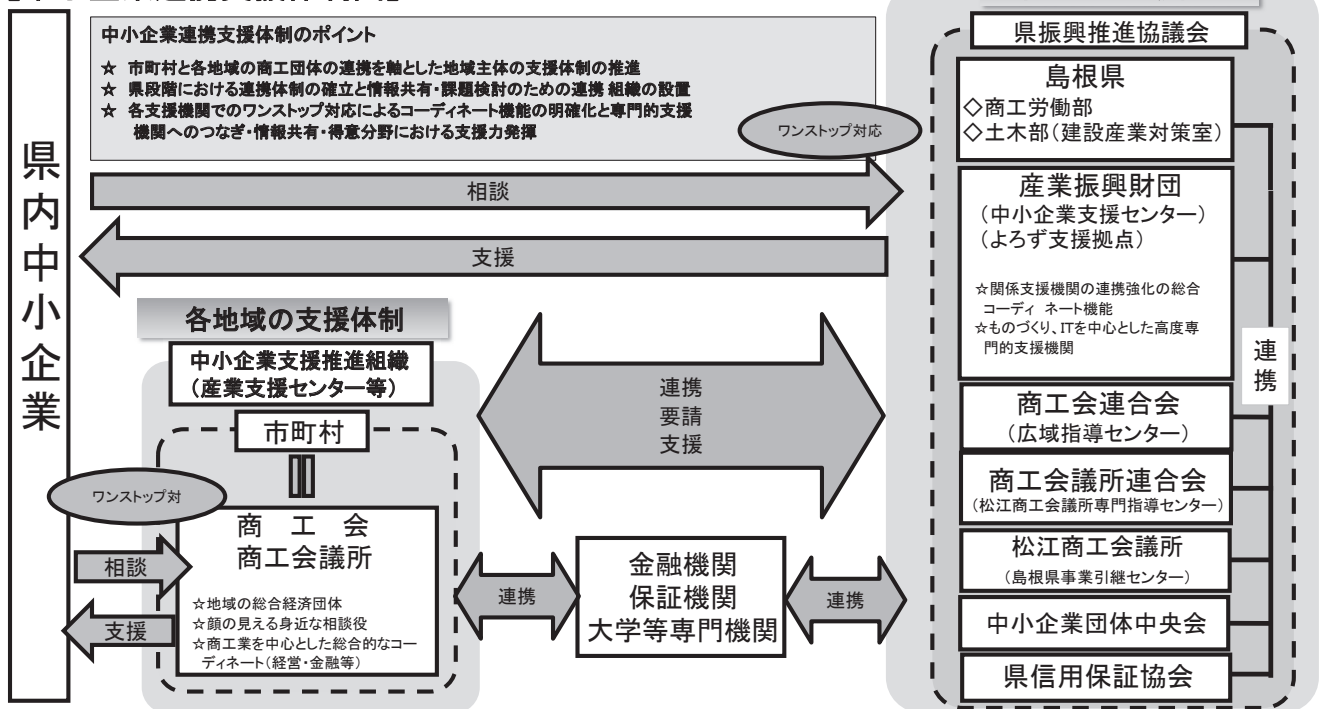 中小企業連携支援体制のポイント
☆ 市町村と各地域の商工団体の連携を軸とした地域主体の支援体制の推進
☆ 県段階における連携体制の確立と情報共有・課題検討のための連携 組織の設置
☆ 各支援機関でのワンストップ対応によるコーディネート機能の明確化と専門的支援
機関へのつなぎ・情報共有・得意分野における支援力発揮
ワンストップ対応
県内中小企業
相談
支援
各地域の支援体制
中小企業支援推進組織
(産業支援センター等)
市町村
ワンストップ対
商 工 会
商工会議所
☆地域の総合経済団体
☆顔の見える身近な相談役
☆商工業を中心とした総合的なコー
ディネート(経営・金融等)
相談
支援
連携
要請
支援
連携
金融機関
保証機関
大学等専門機関
連携
県振興推進協議会
島根県
◇商工労働部
◇土木部(建設産業対策室)
産業振興財団
(中小企業支援センター)
(よろず支援拠点)
☆関係支援機関の連携強化の総合
コーディ ネート機能
☆ものづくり、ITを中心とした高度専
門的支援機関
連携
商工会連合会
(広域指導センター)
商工会議所連合会
(松江商工会議所専門指導センター)
松江商工会議所
(島根県事業引継センター)
中小企業団体中央会
県信用保証協会